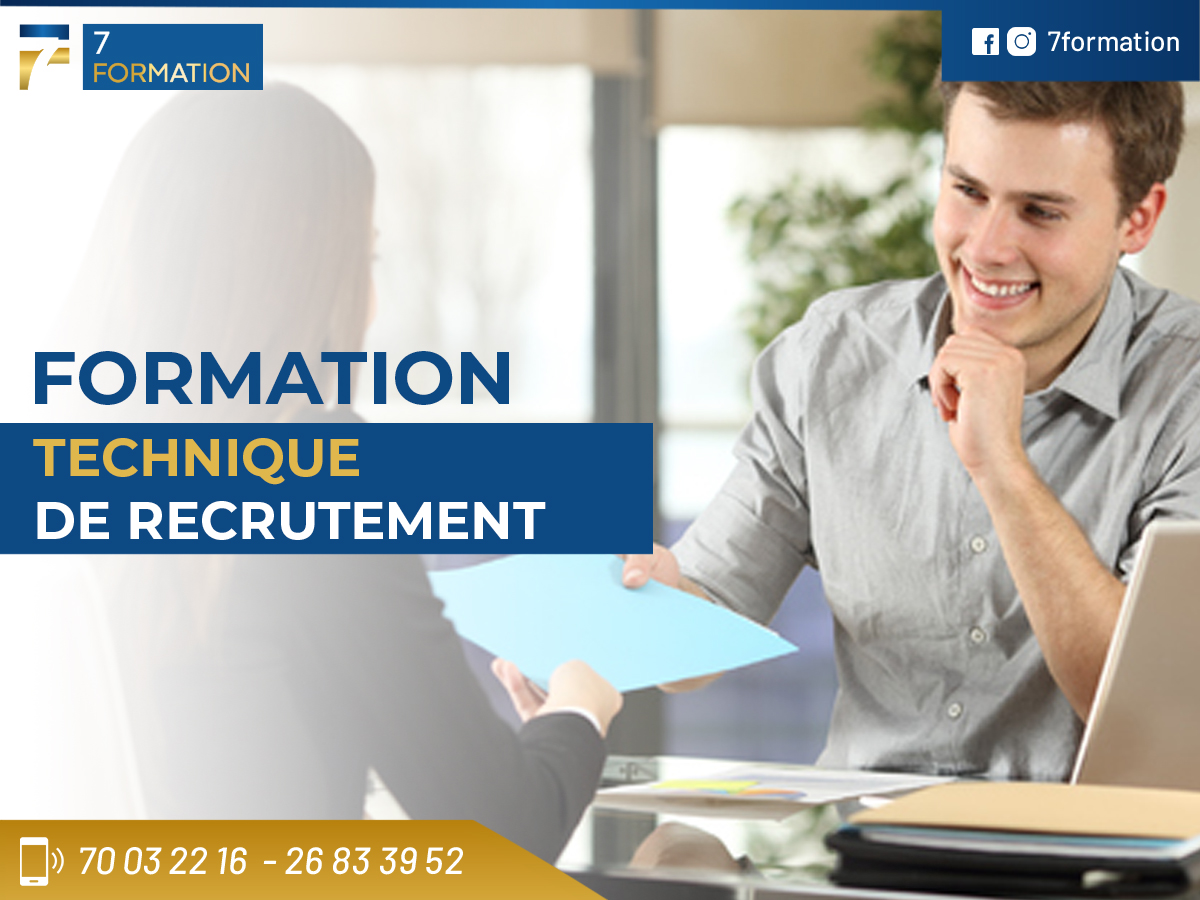 7
FORMATION
7formation
FORMATION
TECHNIQUE
DE RECRUTEMENT
70 03 22 16 - 26 83 39 52